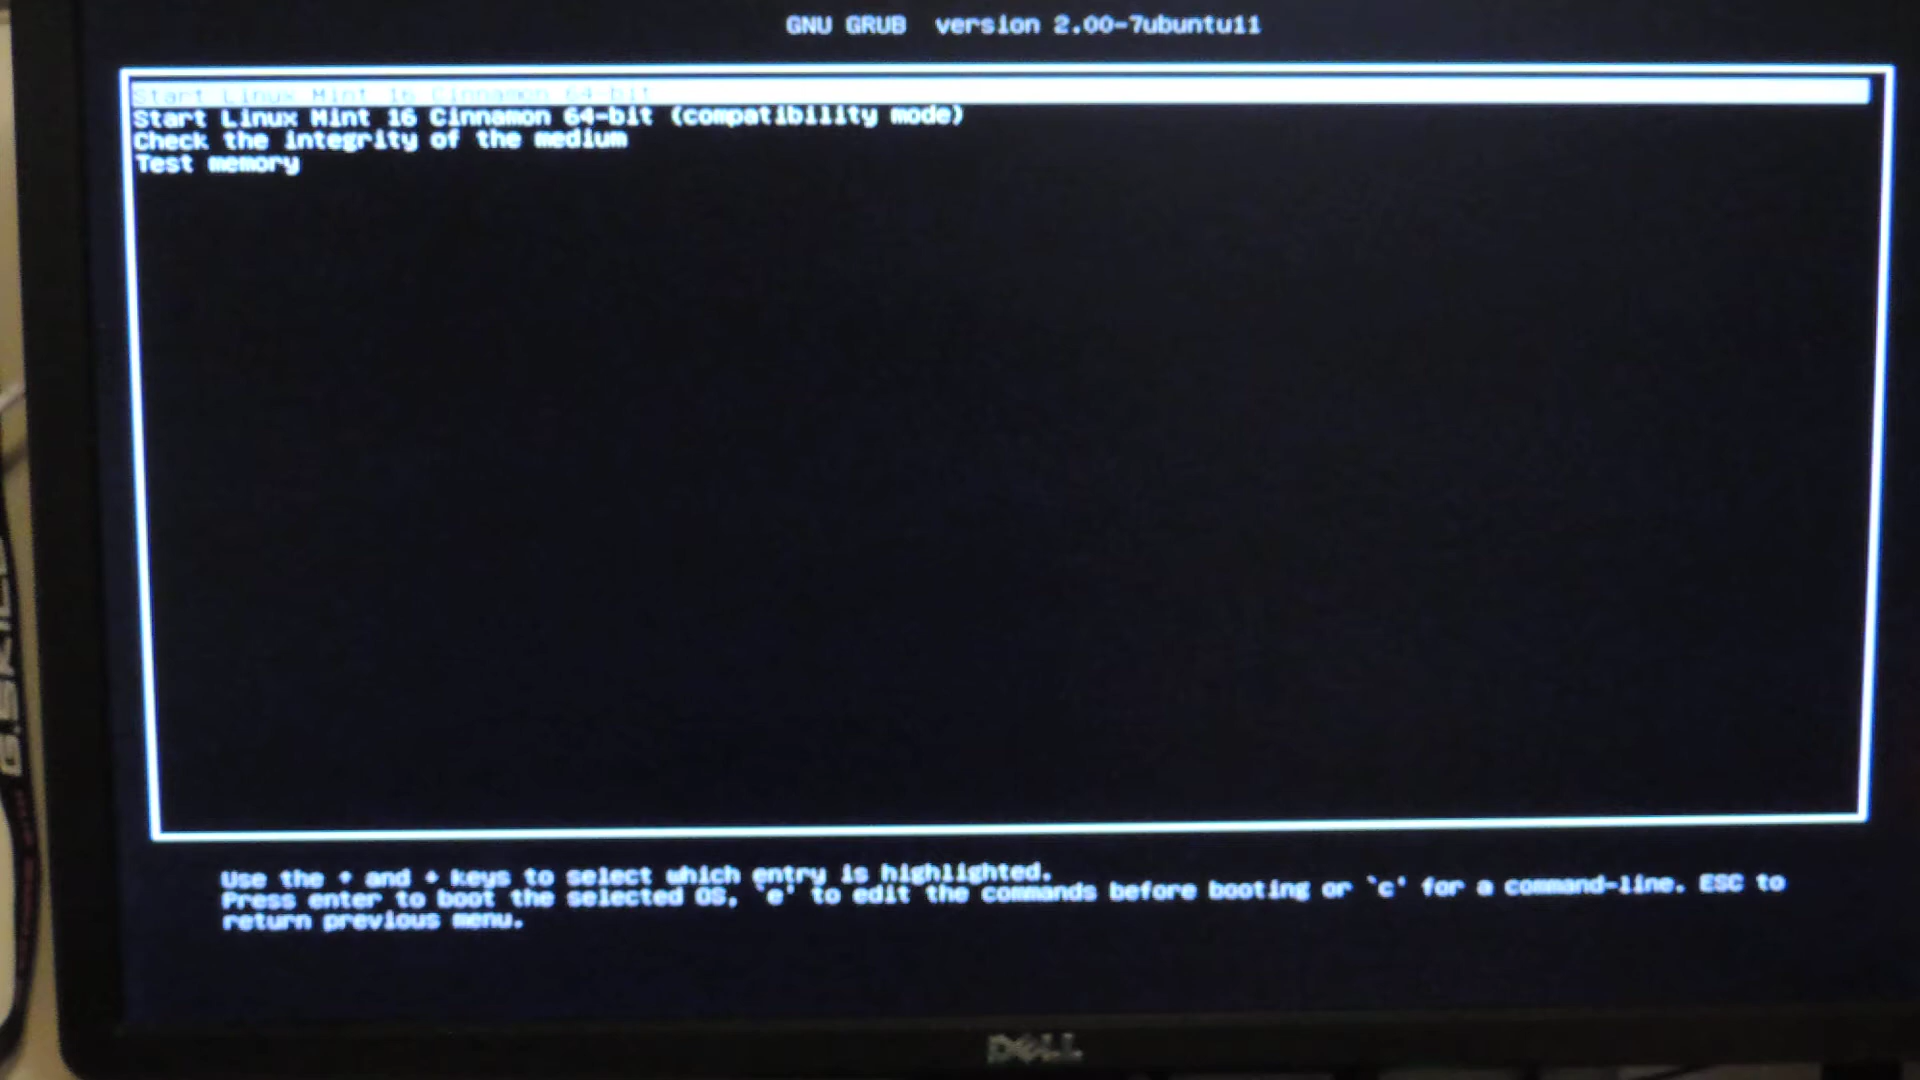 GNU GRUB version 2.00-7ubuntu11
Start Linux Mint 16 Cinnamon 64-bit
Start Linux Mint 16 Cinnamon 64-bit (compatibility mode)
Check the integrity of the medium
Test memory
Use the ↑ and ↓ keys to select which entry is highlighted.
Press enter to boot the selected OS, `e' to edit the commands before booting or `c' for a command-line. ESC to
return previous menu.
DELL
G.SKILL